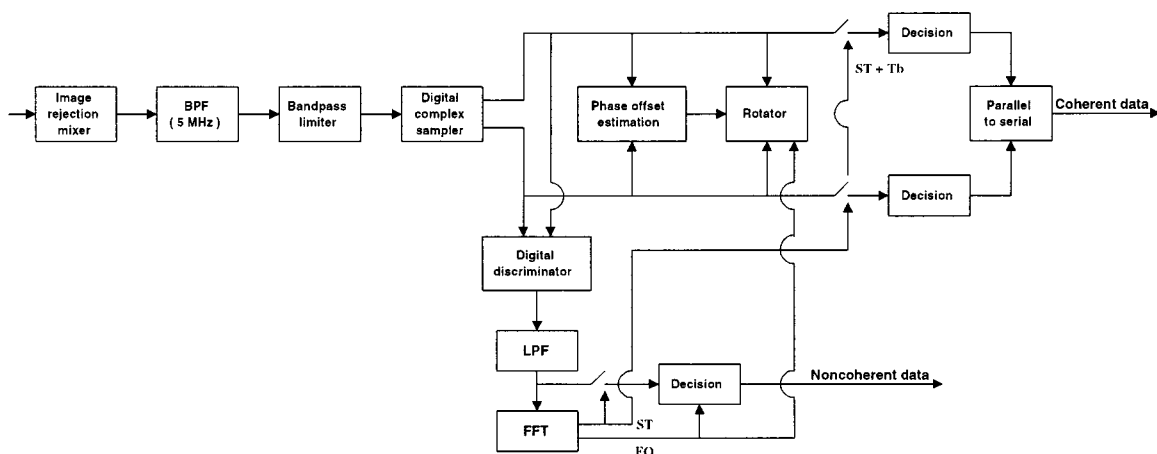 Image
rejection
mixer
BPF
( 5 MHz )
Bandpass
limiter
Digital
complex
sampler
Phase offset
estimation
Rotator
ST + Tb
Decision
Decision
Parallel
to serial
Coherent data
Digital
discriminator
LPF
FFT
ST
FO
Decision
Noncoherent data